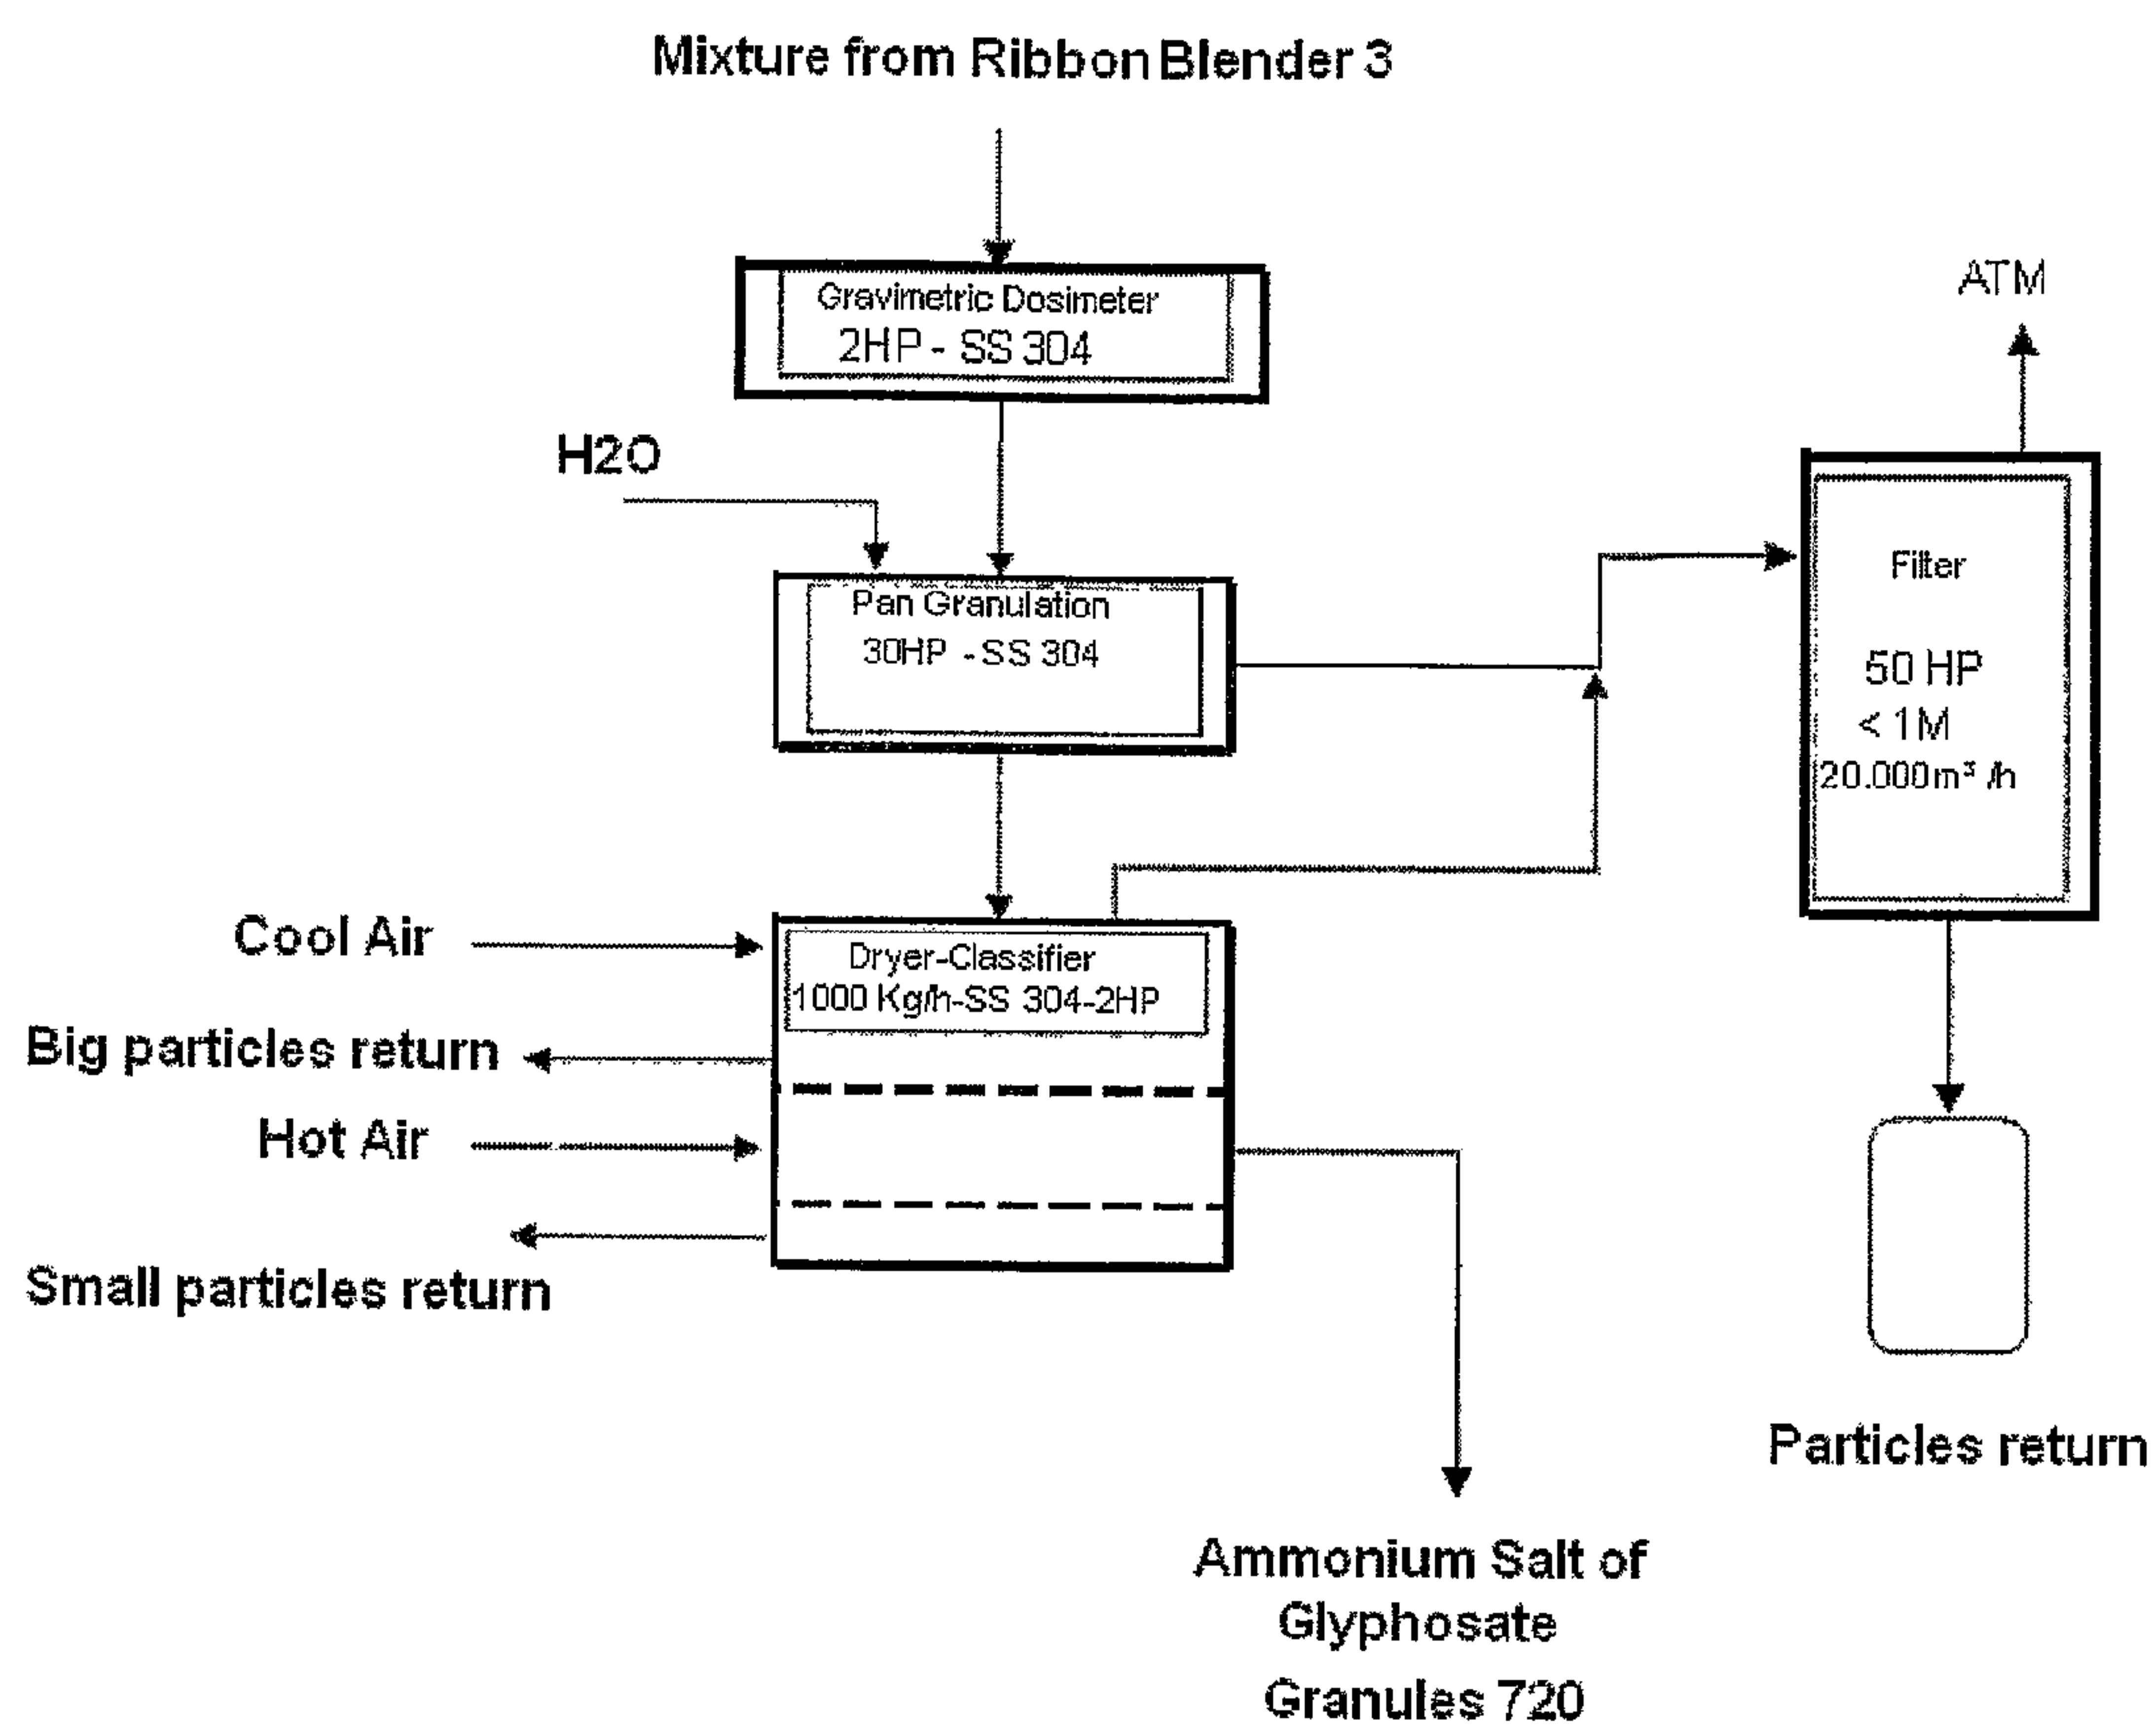 Mixture from Ribbon Blender 3
ATM
Gravimetric Dosimeter
2HP - SS 304
H2O
Filter
Pan Granulation
30HP - SS 304
50 HP
< 1M
20.000m³ /h
Cool Air
Dryer-Classifier
1000 Kg/h-SS 304-2HP
Big particles return
Hot Air
Small particles return
Particles return
Ammonium Salt of
Glyphosate
Granules 720